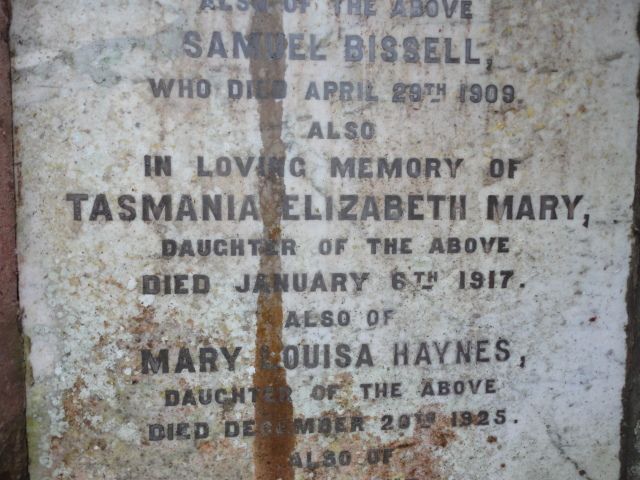 ALSO OF THE ABOVE
SAMUEL BISSELL,
WHO DIED APRIL 29TH 1909.
ALSO
IN LOVING MEMORY OF
TASMANIA ELIZABETH MARY,
DAUGHTER OF THE ABOVE
DIED JANUARY 6TH 1917.
ALSO OF
MARY LOUISA HAYNES,
DAUGHTER OF THE ABOVE
DIED DECEMBER 20TH 1925.
ALSO OF